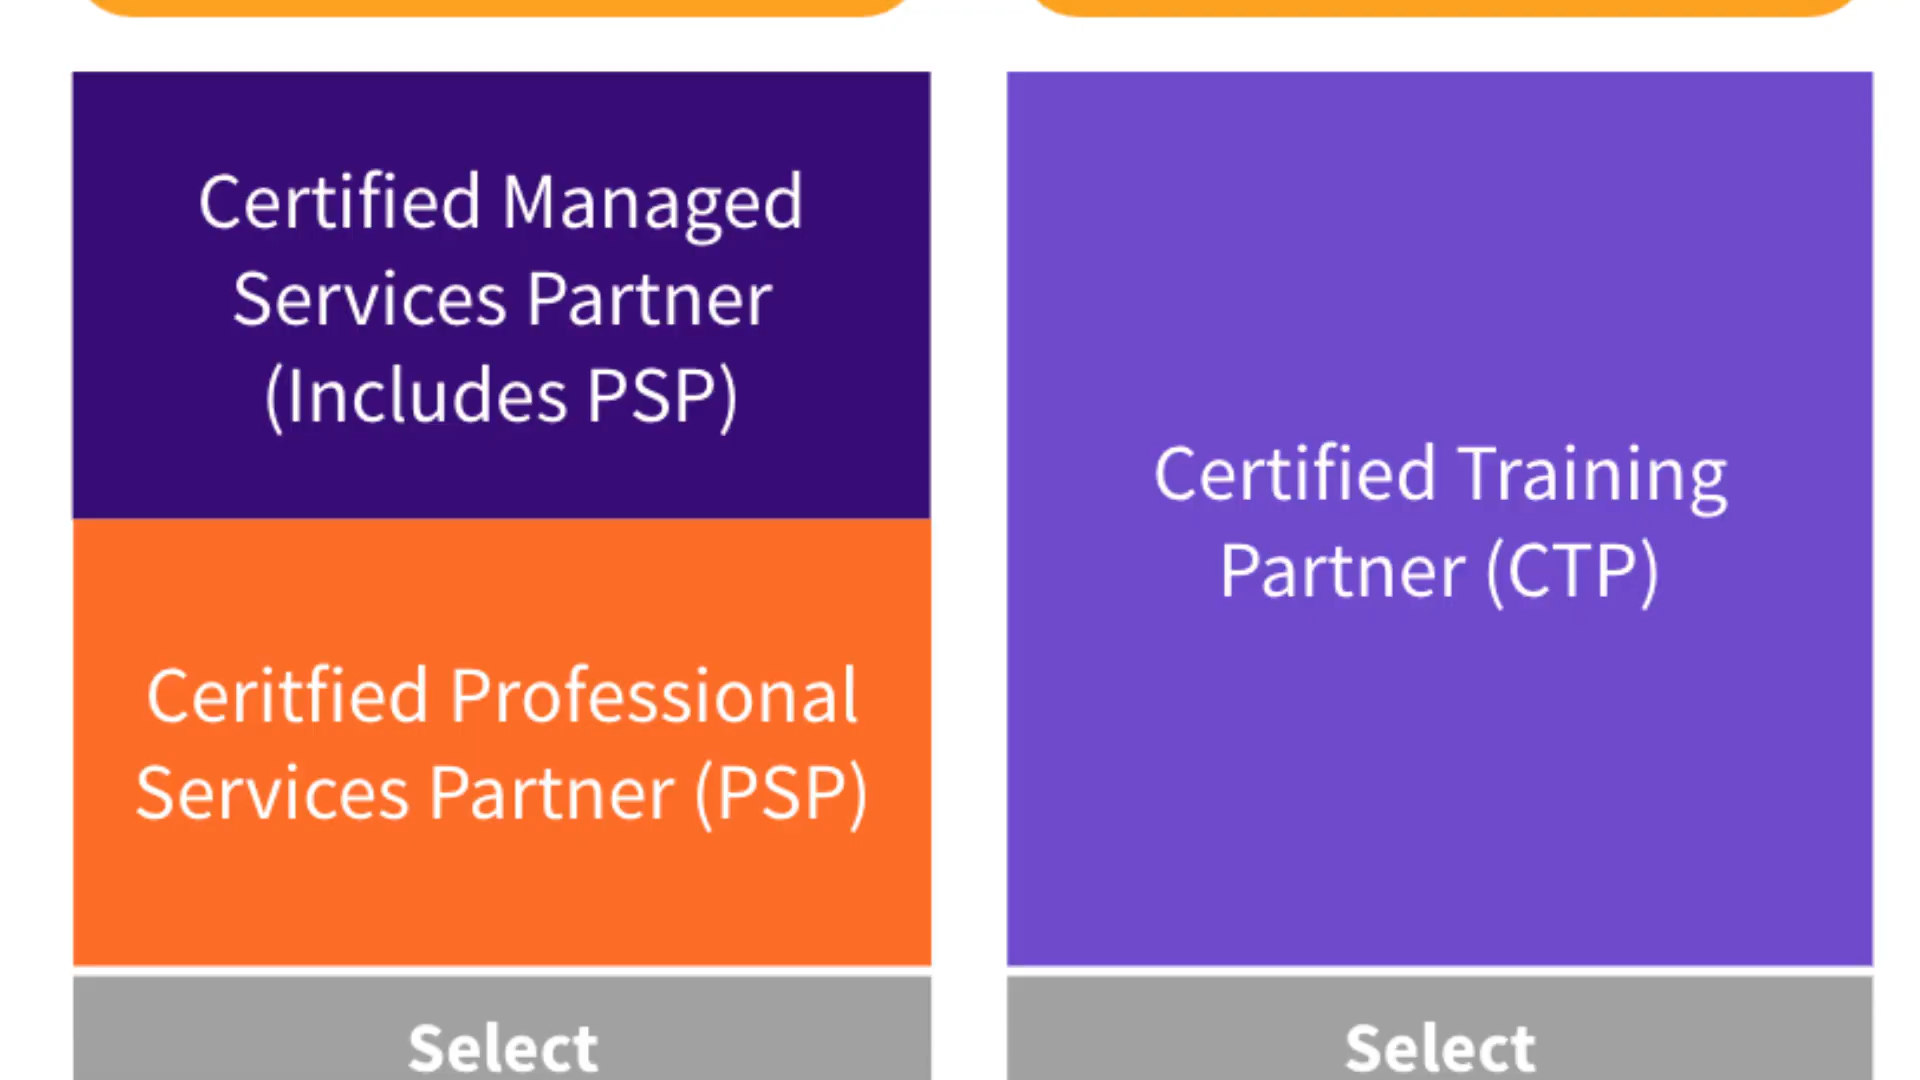 Certified Managed
Services Partner
(Includes PSP)
Ceritfied Professional
Services Partner (PSP)
Select
Certified Training
Partner (CTP)
Select